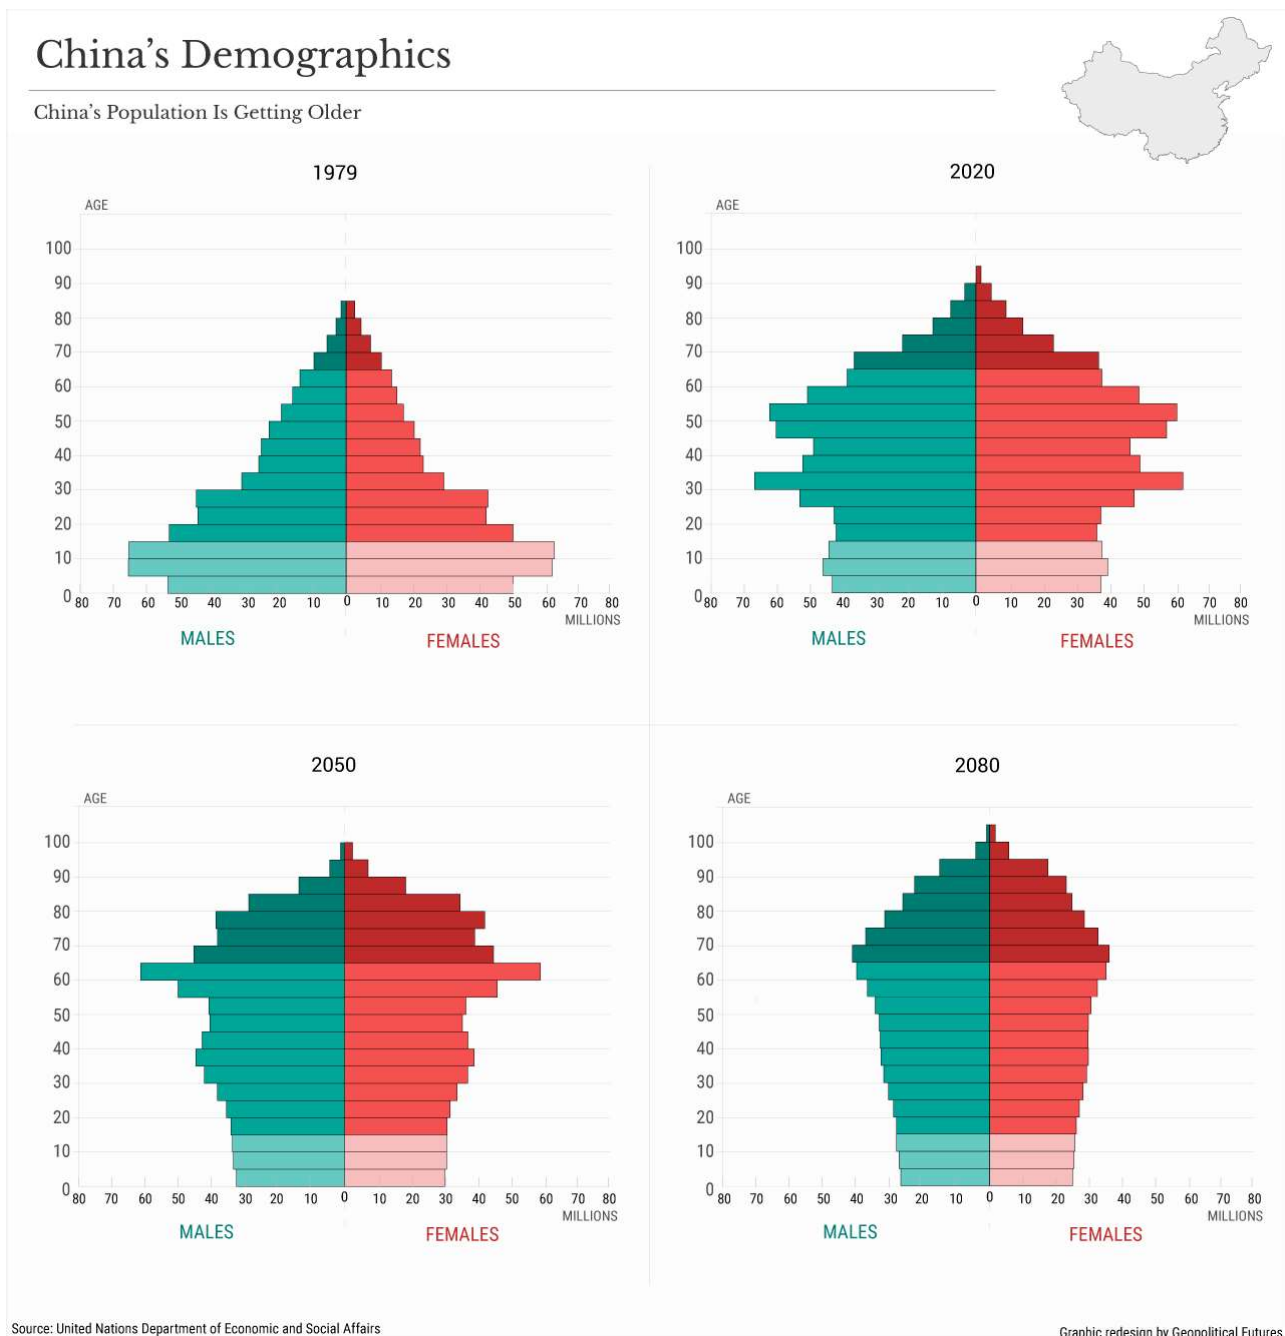 China's Demographics
China's Population Is Getting Older
1979
AGE
100
90
80
70
60
50
40
30
20
10
0
80 70 60 50 40 30 20 10 0 10 20 30 40 50 60 70 80
MILLIONS
MALES FEMALES
2020
AGE
100
90
80
70
60
50
40
30
20
10
0
80 70 60 50 40 30 20 10 0 10 20 30 40 50 60 70 80
MILLIONS
MALES FEMALES
2050
AGE
100
90
80
70
60
50
40
30
20
10
0
80 70 60 50 40 30 20 10 0 10 20 30 40 50 60 70 80
MILLIONS
MALES FEMALES
2080
AGE
100
90
80
70
60
50
40
30
20
10
0
80 70 60 50 40 30 20 10 0 10 20 30 40 50 60 70 80
MILLIONS
MALES FEMALES
Source: United Nations Department of Economic and Social Affairs
Graphic redesign by Geopolitical Futures